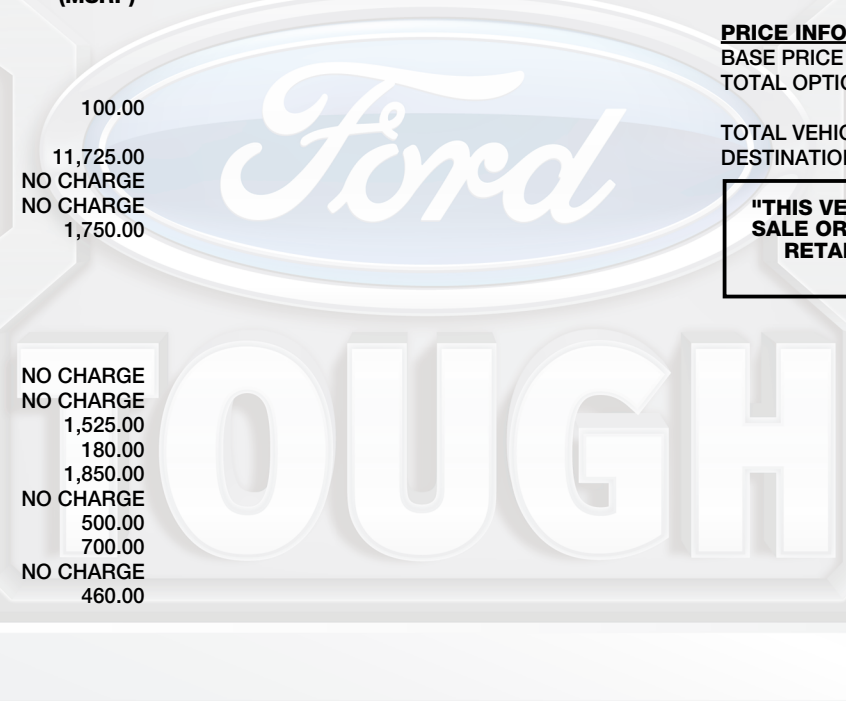 (MSRP)
100.00
11,725.00
NO CHARGE
NO CHARGE
1,750.00
NO CHARGE
NO CHARGE
1,525.00
180.00
1,850.00
NO CHARGE
500.00
700.00
NO CHARGE
460.00
PRICE INFO
BASE PRICE
TOTAL OPTIO
TOTAL VEHIC
DESTINATION
"THIS VE
SALE OR
RETAI
Ford
TOUGH